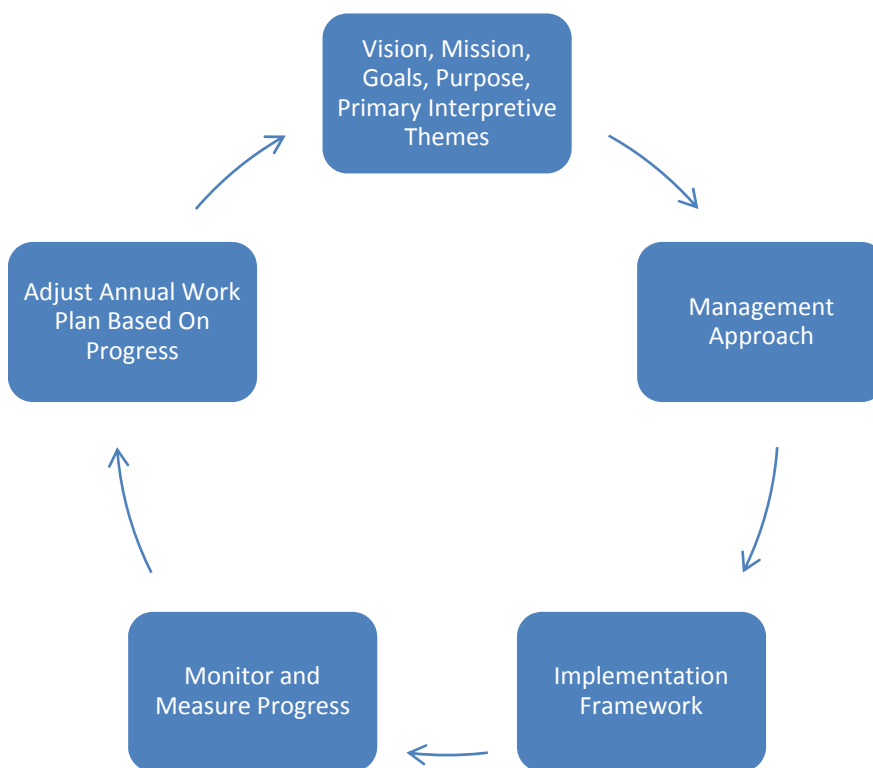 Vision, Mission,
Goals, Purpose,
Primary Interpretive
Themes
Management
Approach
Implementation
Framework
Monitor and
Measure Progress
Adjust Annual Work
Plan Based On
Progress